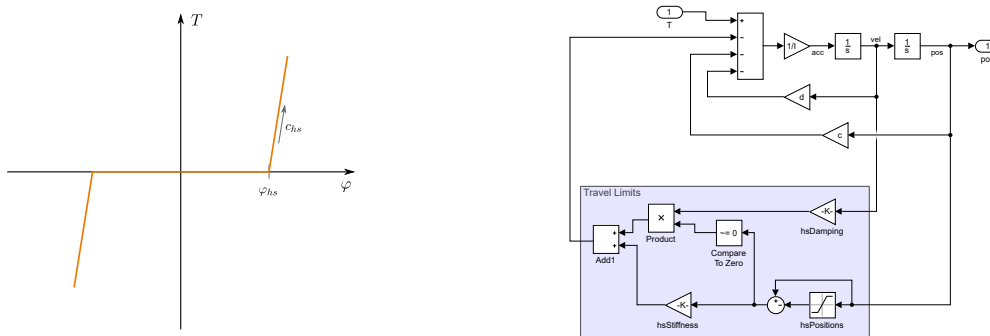 T
φ
φ_hs
c_hs
1
T
+
−
−
−
1/I
acc
1
s
vel
1
s
pos
1
po
d
c
Travel Limits
-K-
hsDamping
×
Product
~= 0
Compare
To Zero
+
+
Add1
-K-
hsStiffness
+
−
hsPositions